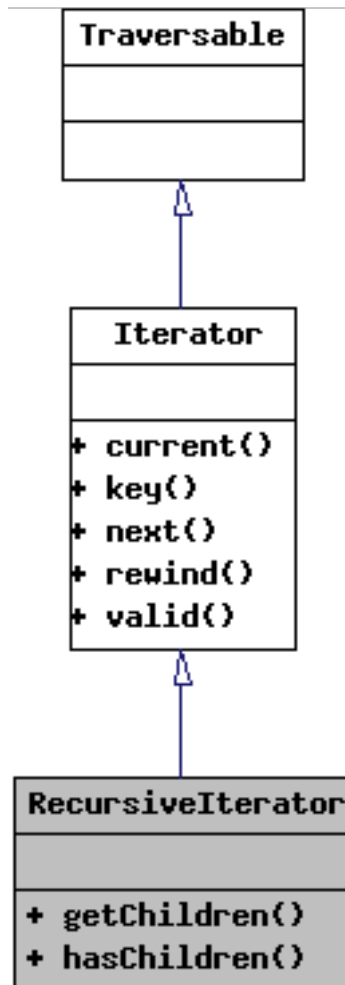 Traversable
Iterator
+ current()
+ key()
+ next()
+ rewind()
+ valid()
RecursiveIterator
+ getChildren()
+ hasChildren()